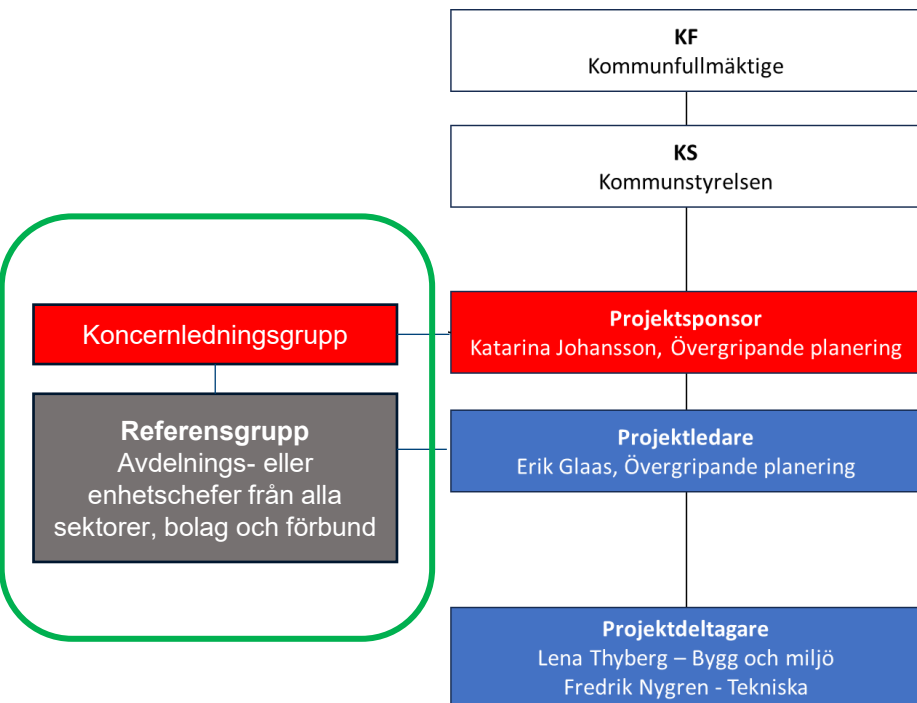 KF
Kommunfullmäktige
KS
Kommunstyrelsen
Koncernledningsgrupp
Projektsponsor
Katarina Johansson, Övergripande planering
Referensgrupp
Avdelnings- eller
enhetschefer från alla
sektorer, bolag och förbund
Projektledare
Erik Glaas, Övergripande planering
Projektdeltagare
Lena Thyberg – Bygg och miljö
Fredrik Nygren - Tekniska